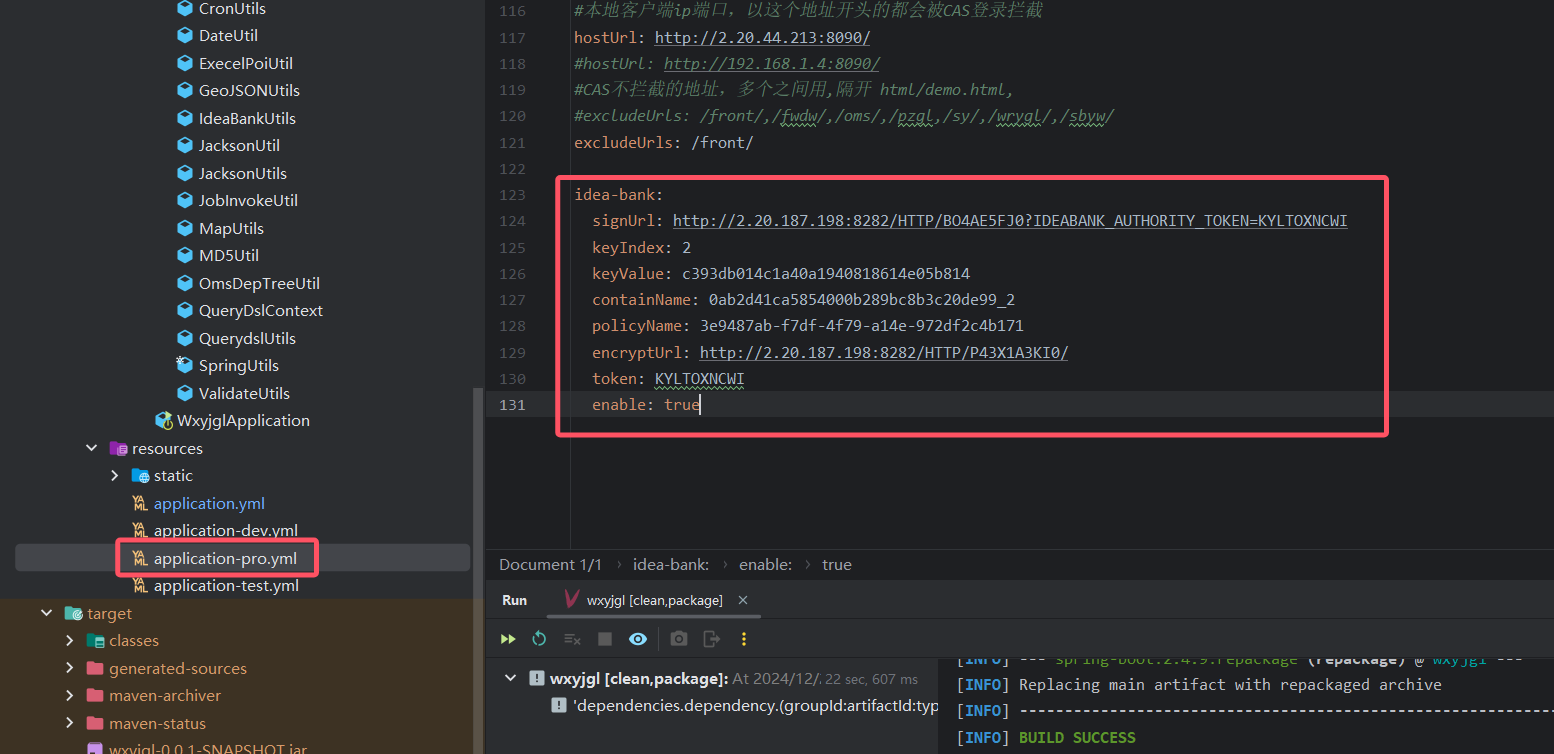 CronUtils
DateUtil
ExecelPoiUtil
GeoJSONUtils
IdeaBankUtils
JacksonUtil
JacksonUtils
JobInvokeUtil
MapUtils
MD5Util
OmsDepTreeUtil
QueryDslContext
QuerydslUtils
SpringUtils
ValidateUtils
WxyjglApplication
resources
static
application.yml
application-dev.yml
application-pro.yml
application-test.yml
target
classes
generated-sources
maven-archiver
maven-status
wxyjgl-0.0.1-SNAPSHOT.jar
116 #本地客户端ip端口，以这个地址开头的都会被CAS登录拦截
117 hostUrl: http://2.20.44.213:8090/
118 #hostUrl: http://192.168.1.4:8090/
119 #CAS不拦截的地址，多个之间用,隔开 html/demo.html,
120 #excludeUrls: /front/,/fwdw/,/oms/,/pzgl,/sy/,/wrygl/,/sbyw/
121 excludeUrls: /front/
122
123 idea-bank:
124 signUrl: http://2.20.187.198:8282/HTTP/BO4AE5FJ0?IDEABANK_AUTHORITY_TOKEN=KYLTOXNCWI
125 keyIndex: 2
126 keyValue: c393db014c1a40a1940818614e05b814
127 containName: 0ab2d41ca5854000b289bc8b3c20de99_2
128 policyName: 3e9487ab-f7df-4f79-a14e-972df2c4b171
129 encryptUrl: http://2.20.187.198:8282/HTTP/P43X1A3KI0/
130 token: KYLTOXNCWI
131 enable: true
Document 1/1 › idea-bank: › enable: › true
Run wxyjgl [clean,package]
wxyjgl [clean,package]: At 2024/12/. 22 sec, 607 ms
'dependencies.dependency.(groupId:artifactId:typ
[INFO] --- spring-boot:2.4.9:repackage (repackage) @ wxyjgl ---
[INFO] Replacing main artifact with repackaged archive
[INFO] ------------------------------------------------------------
[INFO] BUILD SUCCESS